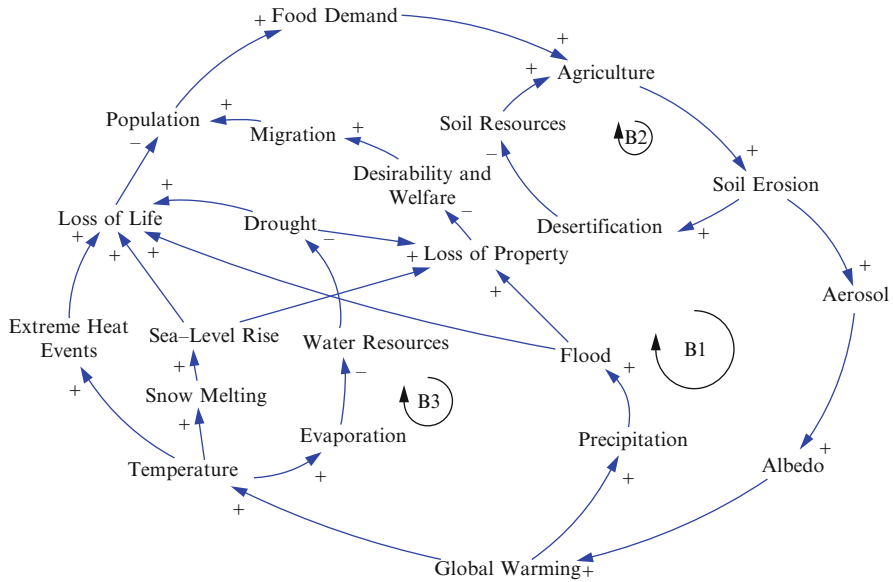 Food Demand
Agriculture
Population
Migration
Soil Resources
B2
Desirability and
Welfare
Soil Erosion
Loss of Life
Drought
Desertification
Loss of Property
Aerosol
Extreme Heat
Events
Sea–Level Rise
Water Resources
Flood
B1
Snow Melting
B3
Evaporation
Precipitation
Temperature
Albedo
Global Warming
+
+
+
+
+
–
+
–
+
+
–
–
+
+
+
+
+
+
+
+
+
+
–
+
+
+
+
+
+
+